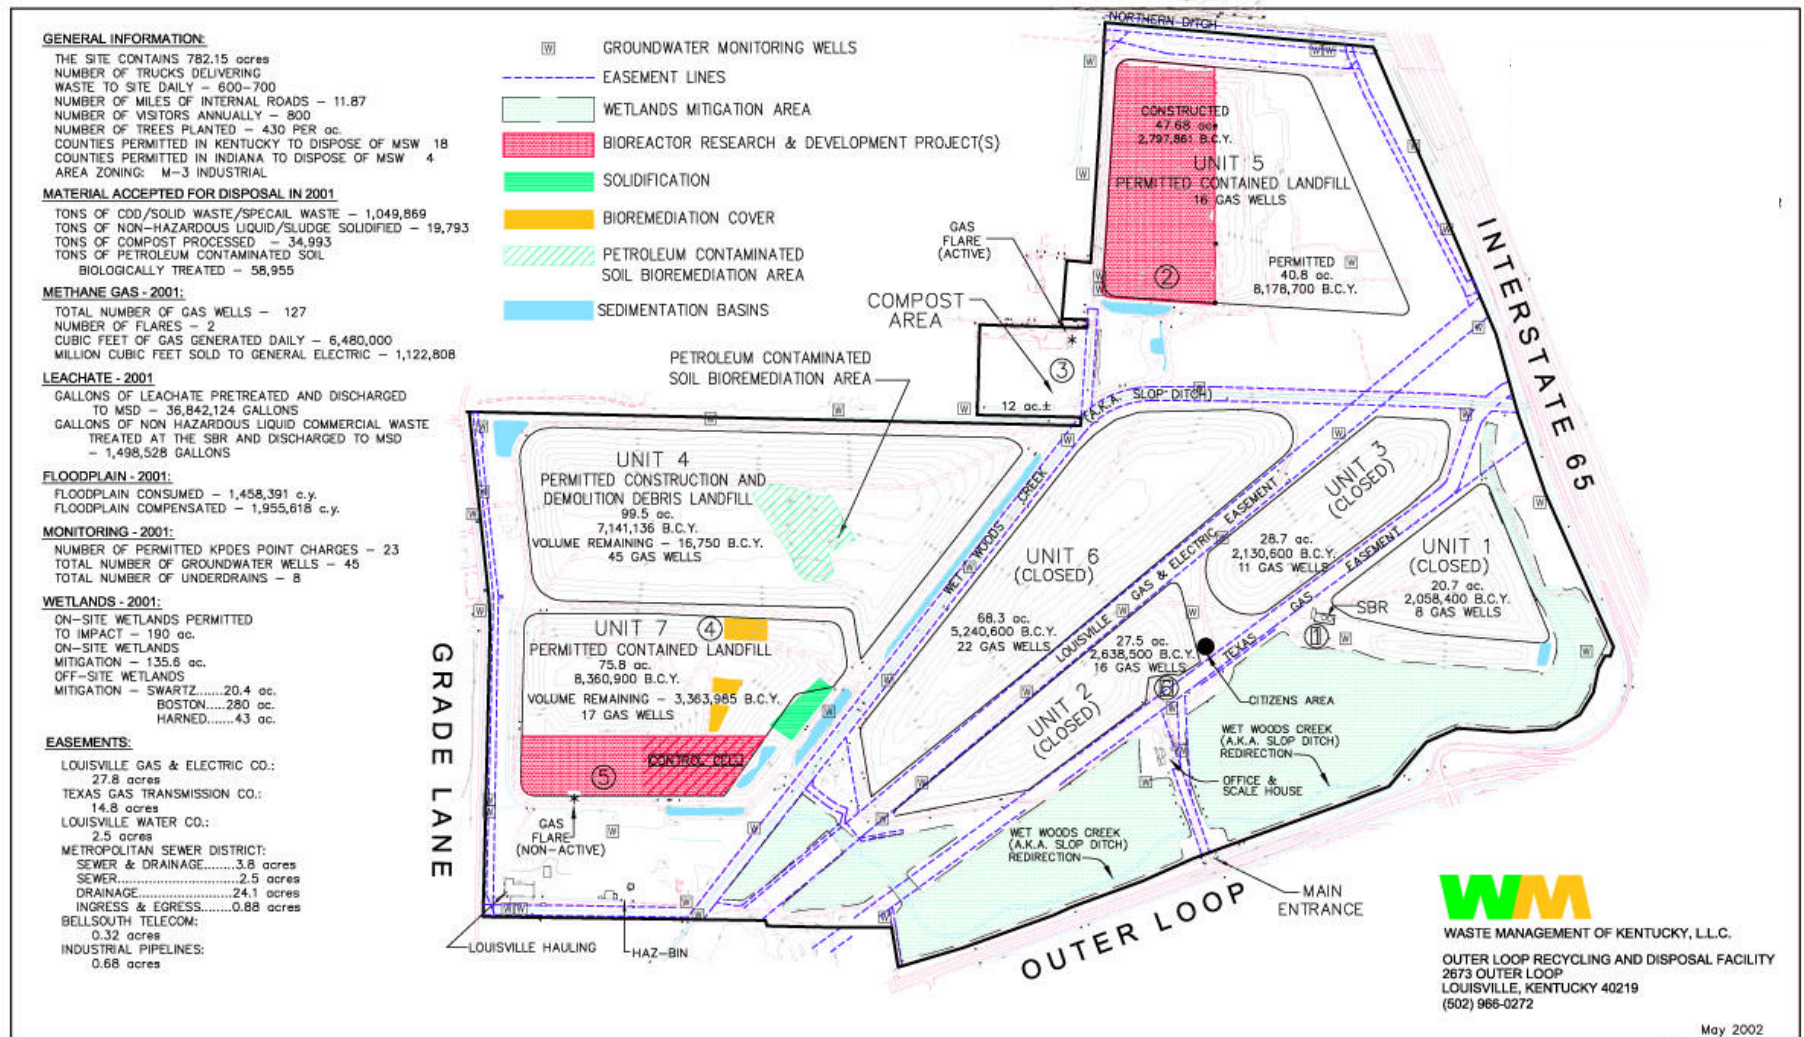 GENERAL INFORMATION:
THE SITE CONTAINS 782.15 acres
NUMBER OF TRUCKS DELIVERING
WASTE TO SITE DAILY – 600–700
NUMBER OF MILES OF INTERNAL ROADS – 11.87
NUMBER OF VISITORS ANNUALLY – 800
NUMBER OF TREES PLANTED – 430 PER ac.
COUNTIES PERMITTED IN KENTUCKY TO DISPOSE OF MSW 18
COUNTIES PERMITTED IN INDIANA TO DISPOSE OF MSW 4
AREA ZONING: M–3 INDUSTRIAL
MATERIAL ACCEPTED FOR DISPOSAL IN 2001
TONS OF CDD/SOLID WASTE/SPECAIL WASTE – 1,049,869
TONS OF NON–HAZARDOUS LIQUID/SLUDGE SOLIDIFIED – 19,793
TONS OF COMPOST PROCESSED – 34,993
TONS OF PETROLEUM CONTAMINATED SOIL
BIOLOGICALLY TREATED – 58,955
METHANE GAS - 2001:
TOTAL NUMBER OF GAS WELLS – 127
NUMBER OF FLARES – 2
CUBIC FEET OF GAS GENERATED DAILY – 6,480,000
MILLION CUBIC FEET SOLD TO GENERAL ELECTRIC – 1,122,808
LEACHATE - 2001
GALLONS OF LEACHATE PRETREATED AND DISCHARGED
TO MSD – 36,842,124 GALLONS
GALLONS OF NON HAZARDOUS LIQUID COMMERCIAL WASTE
TREATED AT THE SBR AND DISCHARGED TO MSD
– 1,498,528 GALLONS
FLOODPLAIN - 2001:
FLOODPLAIN CONSUMED – 1,458,391 c.y.
FLOODPLAIN COMPENSATED – 1,955,618 c.y.
MONITORING - 2001:
NUMBER OF PERMITTED KPDES POINT CHARGES – 23
TOTAL NUMBER OF GROUNDWATER WELLS – 45
TOTAL NUMBER OF UNDERDRAINS – 8
WETLANDS - 2001:
ON–SITE WETLANDS PERMITTED
TO IMPACT – 190 ac.
ON–SITE WETLANDS
MITIGATION – 135.6 ac.
OFF–SITE WETLANDS
MITIGATION – SWARTZ......20.4 ac.
BOSTON.....280 ac.
HARNED.......43 ac.
EASEMENTS:
LOUISVILLE GAS & ELECTRIC CO.:
27.8 acres
TEXAS GAS TRANSMISSION CO.:
14.8 acres
LOUISVILLE WATER CO.:
2.5 acres
METROPOLITAN SEWER DISTRICT:
SEWER & DRAINAGE........3.8 acres
SEWER..............................2.5 acres
DRAINAGE.....................24.1 acres
INGRESS & EGRESS........0.88 acres
BELLSOUTH TELECOM:
0.32 acres
INDUSTRIAL PIPELINES:
0.68 acres
W GROUNDWATER MONITORING WELLS
EASEMENT LINES
WETLANDS MITIGATION AREA
BIOREACTOR RESEARCH & DEVELOPMENT PROJECT(S)
SOLIDIFICATION
BIOREMEDIATION COVER
PETROLEUM CONTAMINATED
SOIL BIOREMEDIATION AREA
SEDIMENTATION BASINS
NORTHERN DITCH
CONSTRUCTED
47.68 ac.
2,797,861 B.C.Y.
UNIT 5
PERMITTED CONTAINED LANDFILL
16 GAS WELLS
PERMITTED
40.8 ac.
8,178,700 B.C.Y.
2
INTERSTATE 65
GAS
FLARE
(ACTIVE)
COMPOST
AREA
3
12 ac.±
PETROLEUM CONTAMINATED
SOIL BIOREMEDIATION AREA
(A.K.A. SLOP DITCH)
WET WOODS CREEK
UNIT 4
PERMITTED CONSTRUCTION AND
DEMOLITION DEBRIS LANDFILL
99.5 ac.
7,141,136 B.C.Y.
VOLUME REMAINING – 16,750 B.C.Y.
45 GAS WELLS
UNIT 7
4
PERMITTED CONTAINED LANDFILL
75.8 ac.
8,360,900 B.C.Y.
VOLUME REMAINING – 3,363,985 B.C.Y.
17 GAS WELLS
CONTROL CELL
5
GAS
FLARE
(NON–ACTIVE)
GRADE LANE
LOUISVILLE HAULING
HAZ–BIN
UNIT 6
(CLOSED)
68.3 ac.
5,240,600 B.C.Y.
22 GAS WELLS
LOUISVILLE GAS & ELECTRIC EASEMENT
UNIT 3
(CLOSED)
28.7 ac.
2,130,600 B.C.Y.
11 GAS WELLS
TEXAS GAS EASEMENT
UNIT 1
(CLOSED)
20.7 ac.
2,058,400 B.C.Y.
8 GAS WELLS
SBR
1
27.5 ac.
2,638,500 B.C.Y.
16 GAS WELLS
UNIT 2
(CLOSED)
6
CITIZENS AREA
WET WOODS CREEK
(A.K.A. SLOP DITCH)
REDIRECTION
OFFICE &
SCALE HOUSE
WET WOODS CREEK
(A.K.A. SLOP DITCH)
REDIRECTION
MAIN
ENTRANCE
OUTER LOOP
WM
WASTE MANAGEMENT OF KENTUCKY, L.L.C.
OUTER LOOP RECYCLING AND DISPOSAL FACILITY
2673 OUTER LOOP
LOUISVILLE, KENTUCKY 40219
(502) 966-0272
May 2002